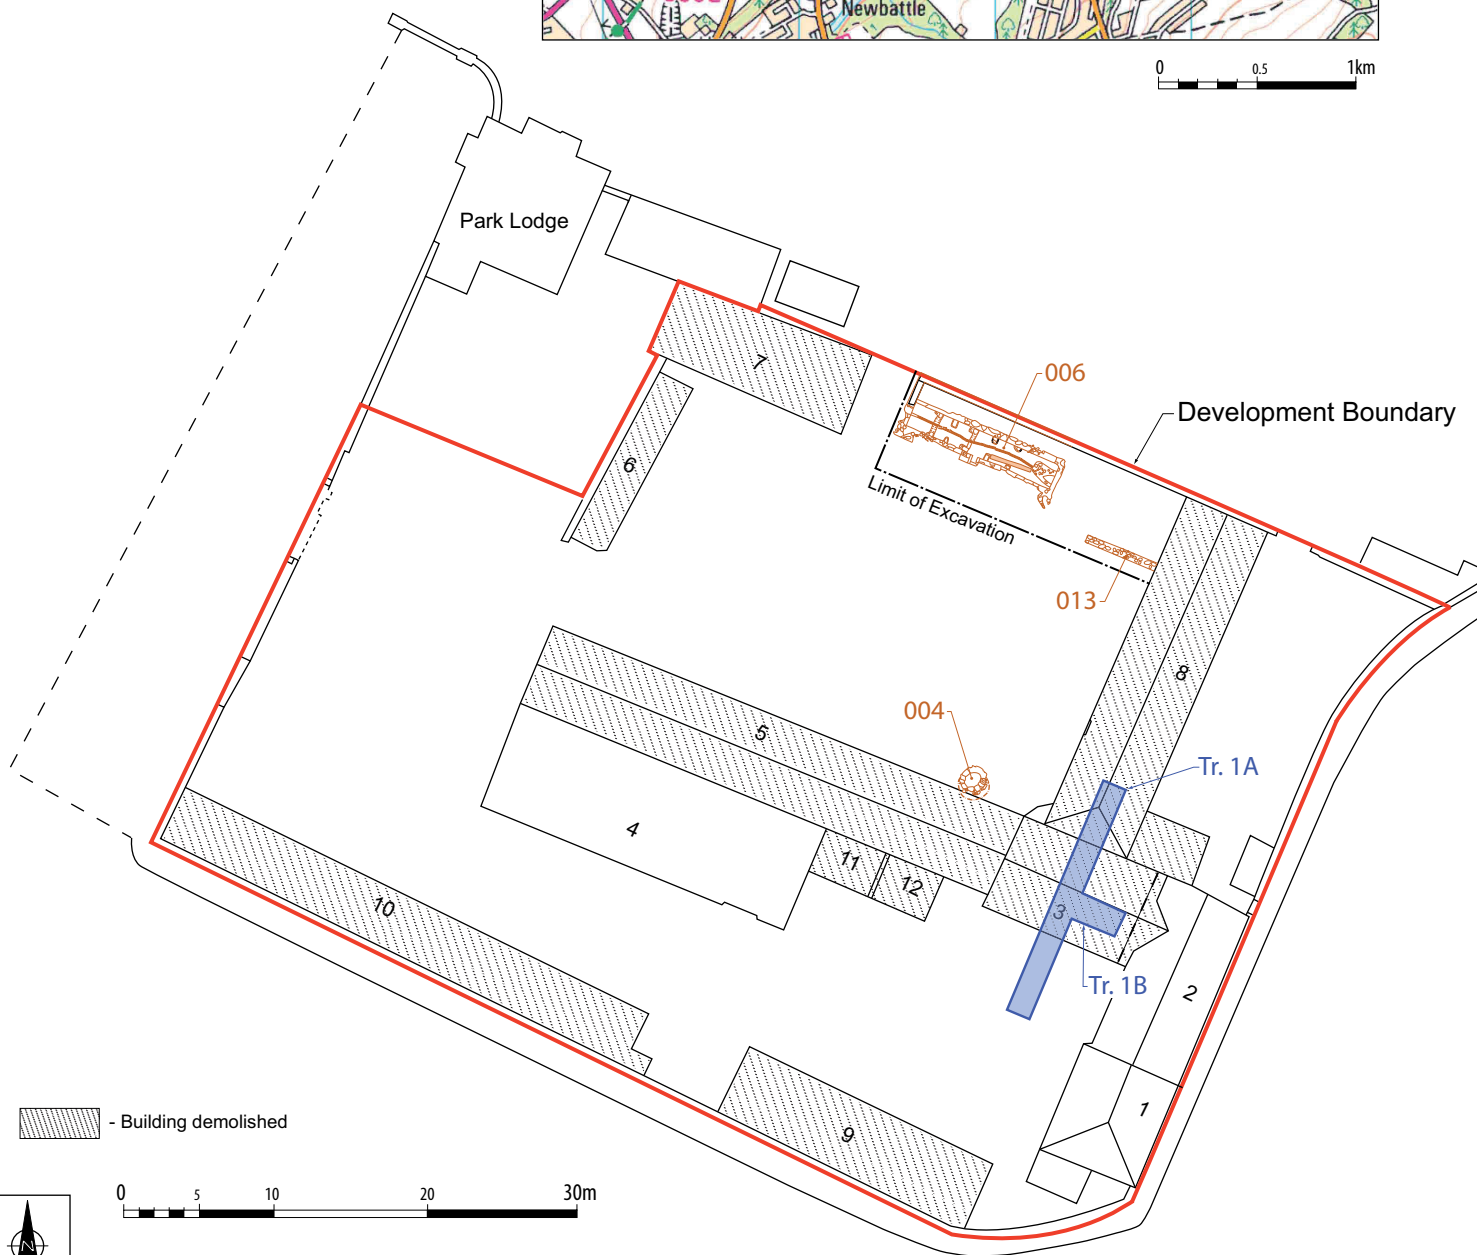 Newbattle
0 0.5 1km
Park Lodge
006
Development Boundary
7
6
Limit of Excavation
013
8
004
5
Tr. 1A
4
11
12
3
10
Tr. 1B
2
1
9
- Building demolished
0 5 10 20 30m
N